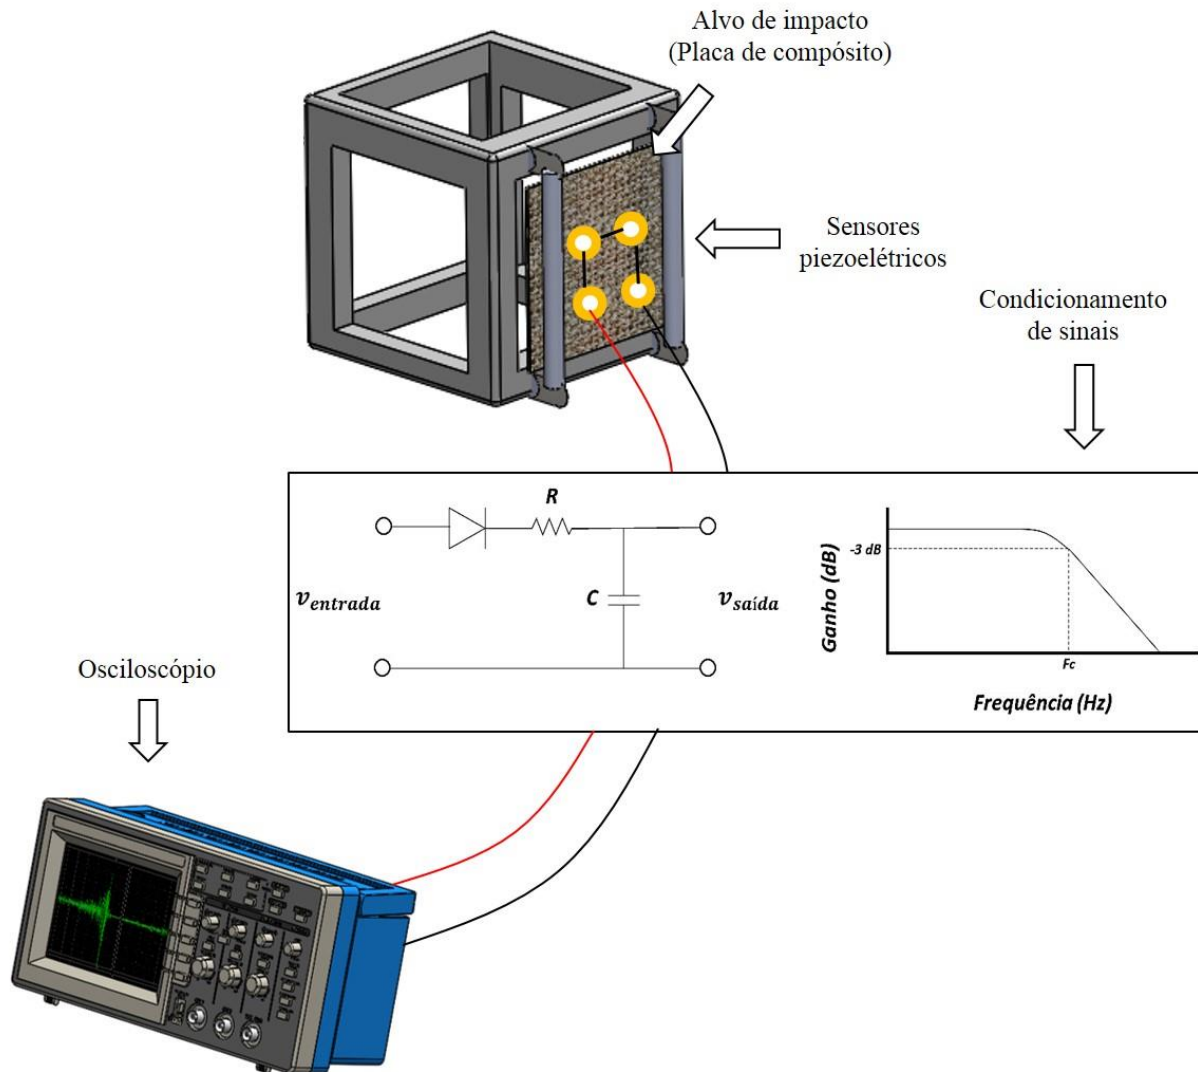 Alvo de impacto
(Placa de compósito)
Sensores
piezoelétricos
Condicionamento
de sinais
R
C
v_entrada
v_saída
Ganho (dB)
-3 dB
Fc
Frequência (Hz)
Osciloscópio